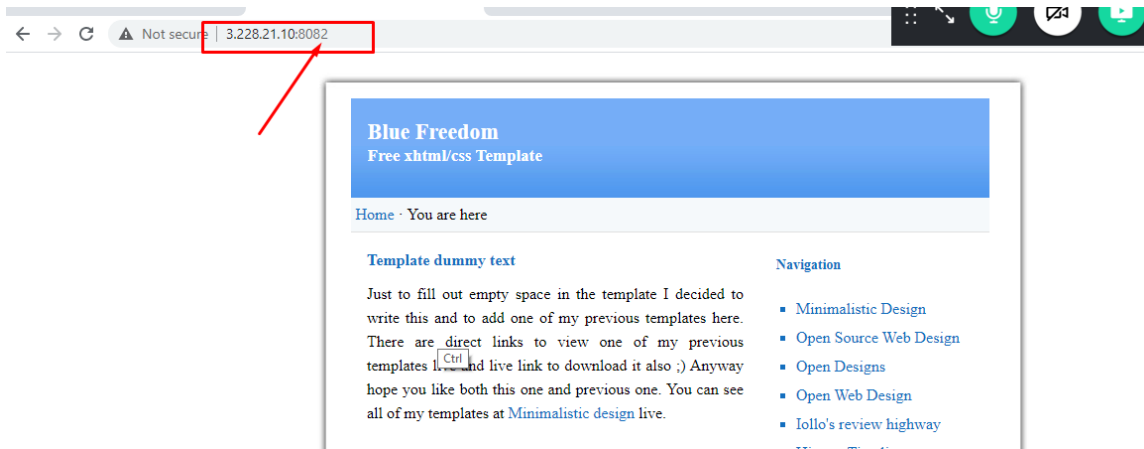 Not secure
3.228.21.10:8082
Blue Freedom
Free xhtml/css Template
Home · You are here
Template dummy text
Just to fill out empty space in the template I decided to
write this and to add one of my previous templates here.
There are direct links to view one of my previous
templates and live link to download it also ;) Anyway
hope you like both this one and previous one. You can see
all of my templates at Minimalistic design live.
Ctrl
Navigation
Minimalistic Design
Open Source Web Design
Open Designs
Open Web Design
Iollo's review highway